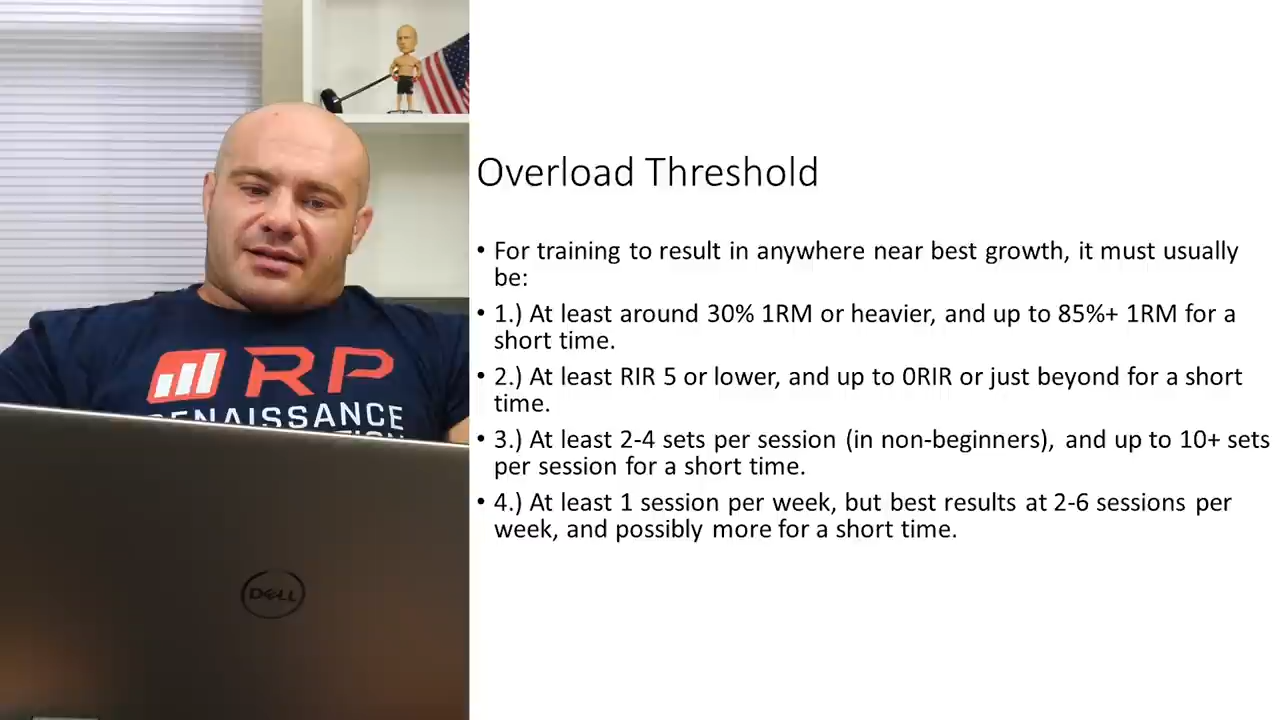 Overload Threshold
• For training to result in anywhere near best growth, it must usually
be:
• 1.) At least around 30% 1RM or heavier, and up to 85%+ 1RM for a
short time.
• 2.) At least RIR 5 or lower, and up to 0RIR or just beyond for a short
time.
• 3.) At least 2-4 sets per session (in non-beginners), and up to 10+ sets
per session for a short time.
• 4.) At least 1 session per week, but best results at 2-6 sessions per
week, and possibly more for a short time.
RP
RENAISSANCE
DELL